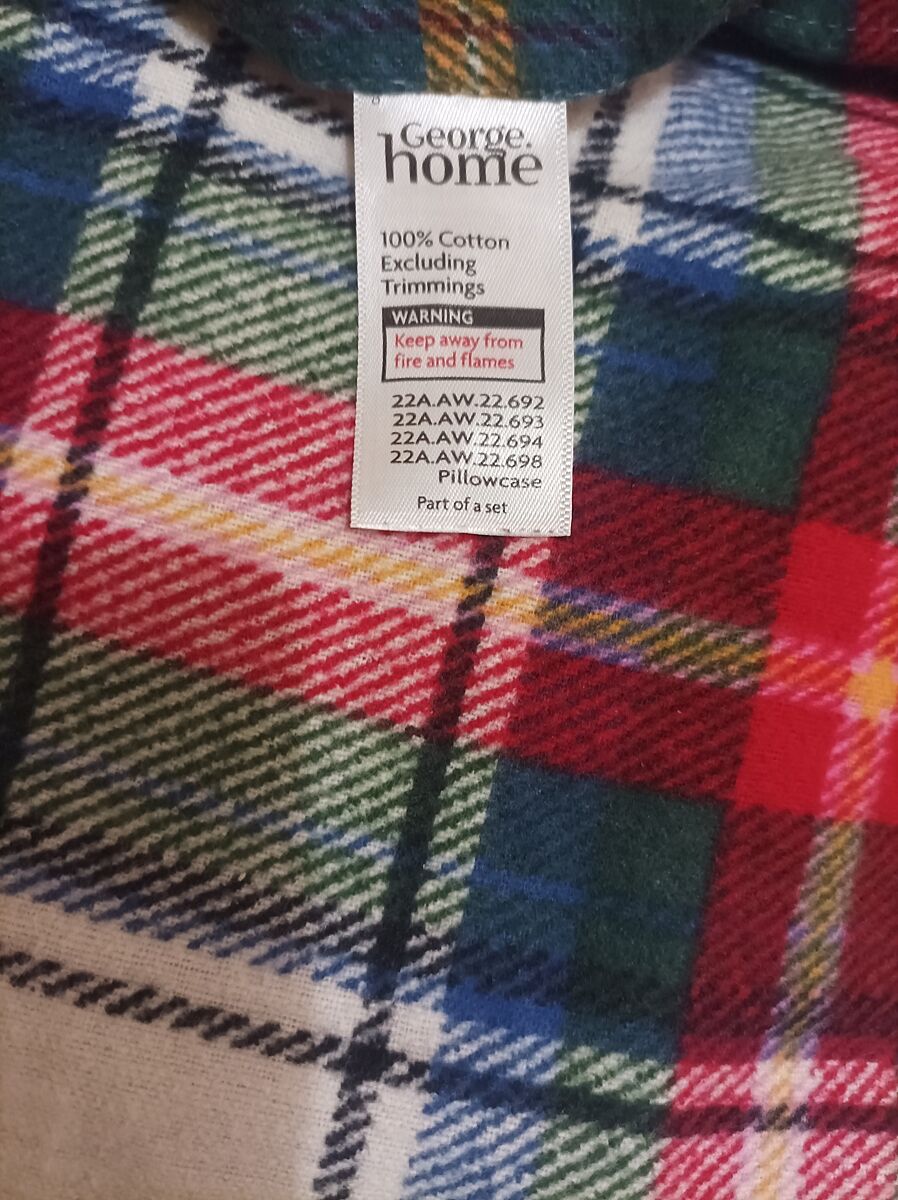 George.
home
100% Cotton
Excluding
Trimmings
WARNING
Keep away from
fire and flames
22A.AW.22.692
22A.AW.22.693
22A.AW.22.694
22A.AW.22.698
Pillowcase
Part of a set